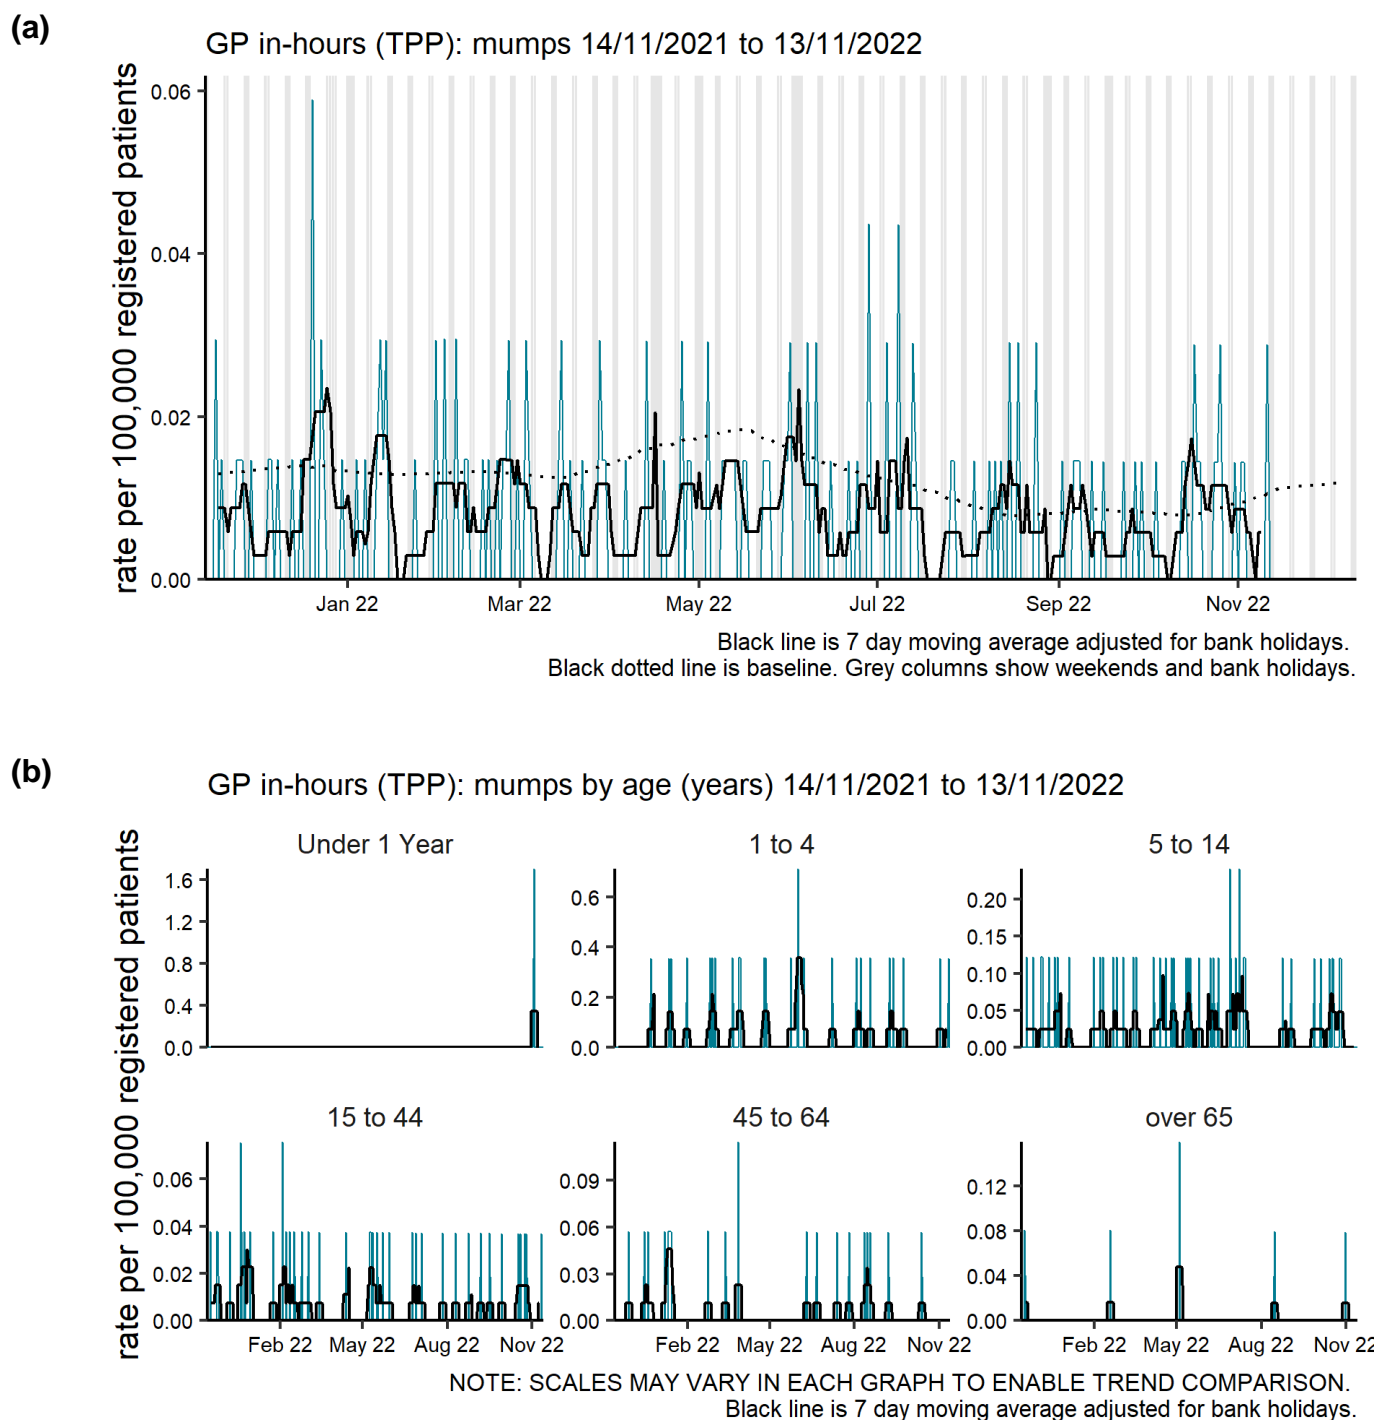 (a)
GP in-hours (TPP): mumps 14/11/2021 to 13/11/2022
rate per 100,000 registered patients
0.06
0.04
0.02
0.00
Jan 22 Mar 22 May 22 Jul 22 Sep 22 Nov 22
Black line is 7 day moving average adjusted for bank holidays.
Black dotted line is baseline. Grey columns show weekends and bank holidays.
(b)
GP in-hours (TPP): mumps by age (years) 14/11/2021 to 13/11/2022
rate per 100,000 registered patients
Under 1 Year
1.6
1.2
0.8
0.4
0.0
1 to 4
0.6
0.4
0.2
0.0
5 to 14
0.20
0.15
0.10
0.05
0.00
15 to 44
0.06
0.04
0.02
0.00
Feb 22 May 22 Aug 22 Nov 22
45 to 64
0.09
0.06
0.03
0.00
Feb 22 May 22 Aug 22 Nov 22
over 65
0.12
0.08
0.04
0.00
Feb 22 May 22 Aug 22 Nov 22
NOTE: SCALES MAY VARY IN EACH GRAPH TO ENABLE TREND COMPARISON.
Black line is 7 day moving average adjusted for bank holidays.